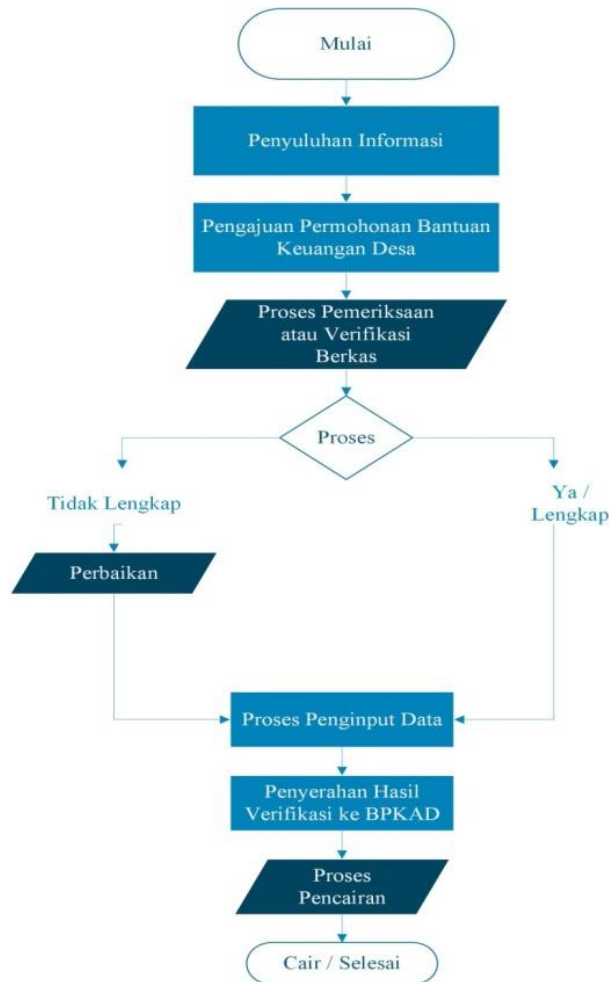 Mulai
Penyuluhan Informasi
Pengajuan Permohonan Bantuan
Keuangan Desa
Proses Pemeriksaan
atau Verifikasi
Berkas
Proses
Tidak Lengkap
Ya /
Lengkap
Perbaikan
Proses Penginput Data
Penyerahan Hasil
Verifikasi ke BPKAD
Proses
Pencairan
Cair / Selesai